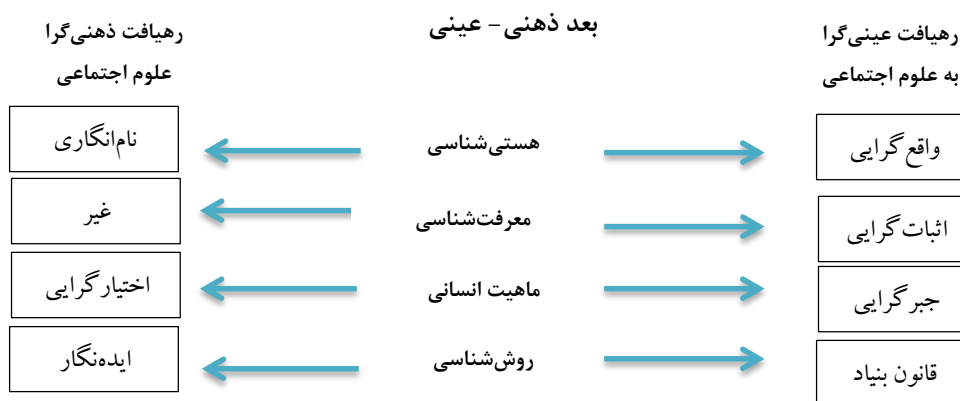 بعد ذهنی- عینی
رهیافت عینی‌گرا
به علوم اجتماعی
رهیافت ذهنی‌گرا
علوم اجتماعی
واقع‌گرایی
هستی‌شناسی
نام‌انگاری
اثبات‌گرایی
معرفت‌شناسی
غیر
جبرگرایی
ماهیت انسانی
اختیارگرایی
قانون بنیاد
روش‌شناسی
ایده‌نگار